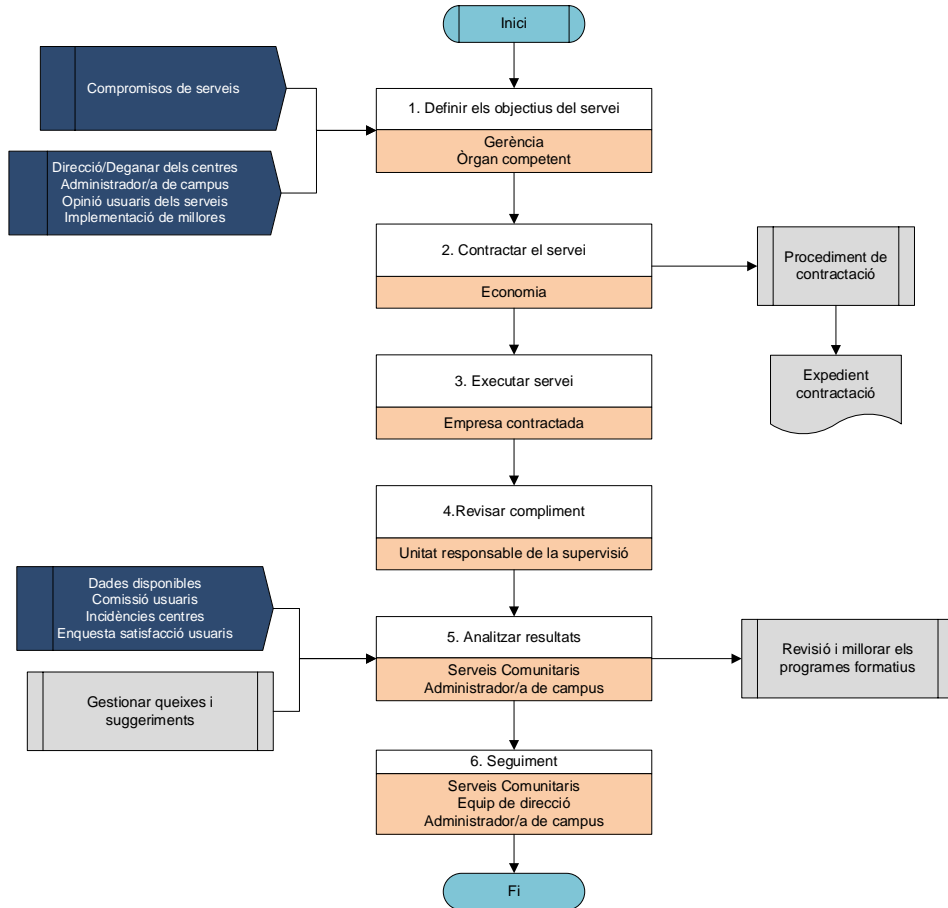 Inici
Compromisos de serveis
1. Definir els objectius del servei
Gerència
Òrgan competent
Direcció/Deganar dels centres
Administrador/a de campus
Opinió usuaris dels serveis
Implementació de millores
2. Contractar el servei
Economia
Procediment de
contractació
Expedient
contractació
3. Executar servei
Empresa contractada
4.Revisar compliment
Unitat responsable de la supervisió
Dades disponibles
Comissió usuaris
Incidències centres
Enquesta satisfacció usuaris
5. Analitzar resultats
Serveis Comunitaris
Administrador/a de campus
Revisió i millorar els
programes formatius
Gestionar queixes i
suggeriments
6. Seguiment
Serveis Comunitaris
Equip de direcció
Administrador/a de campus
Fi